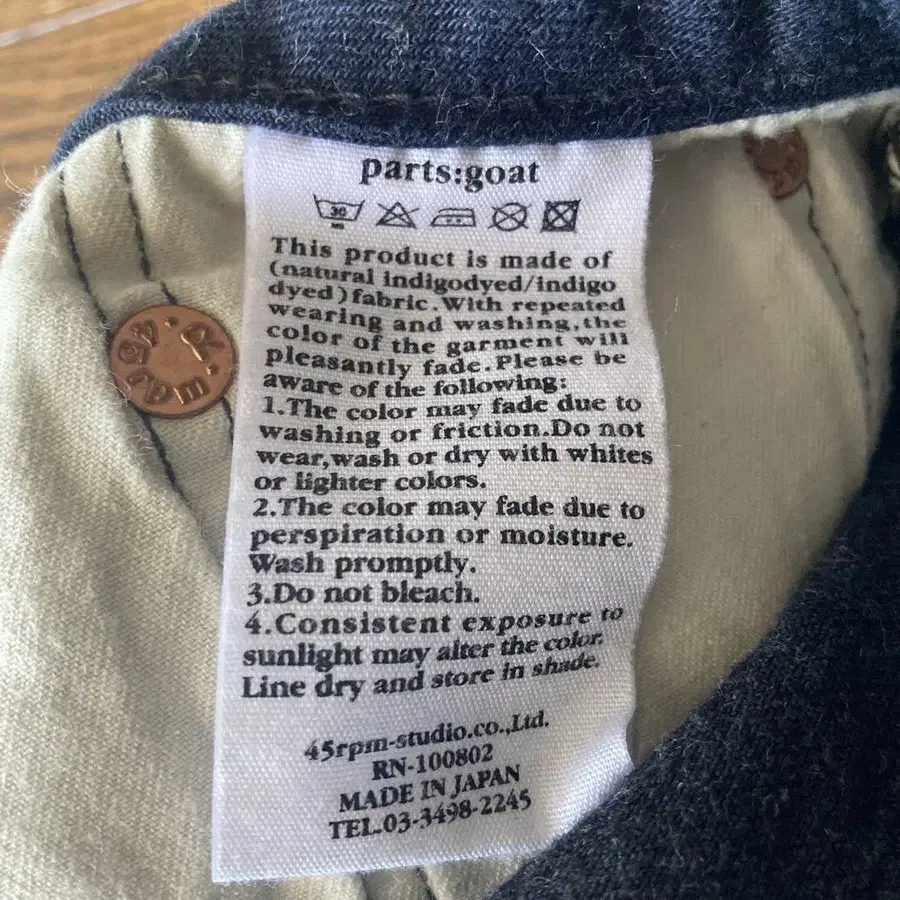 parts:goat
30
This product is made of
(natural indigodyed/indigo
dyed)fabric.With repeated
wearing and washing,the
color of the garment will
pleasantly fade.Please be
aware of the following:
1.The color may fade due to
washing or friction.Do not
wear,wash or dry with whites
or lighter colors.
2.The color may fade due to
perspiration or moisture.
Wash promptly.
3.Do not bleach.
4.Consistent exposure to
sunlight may alter the color.
Line dry and store in shade.
45rpm-studio.co.,Ltd.
RN-100802
MADE IN JAPAN
TEL.03-3498-2245
rpm